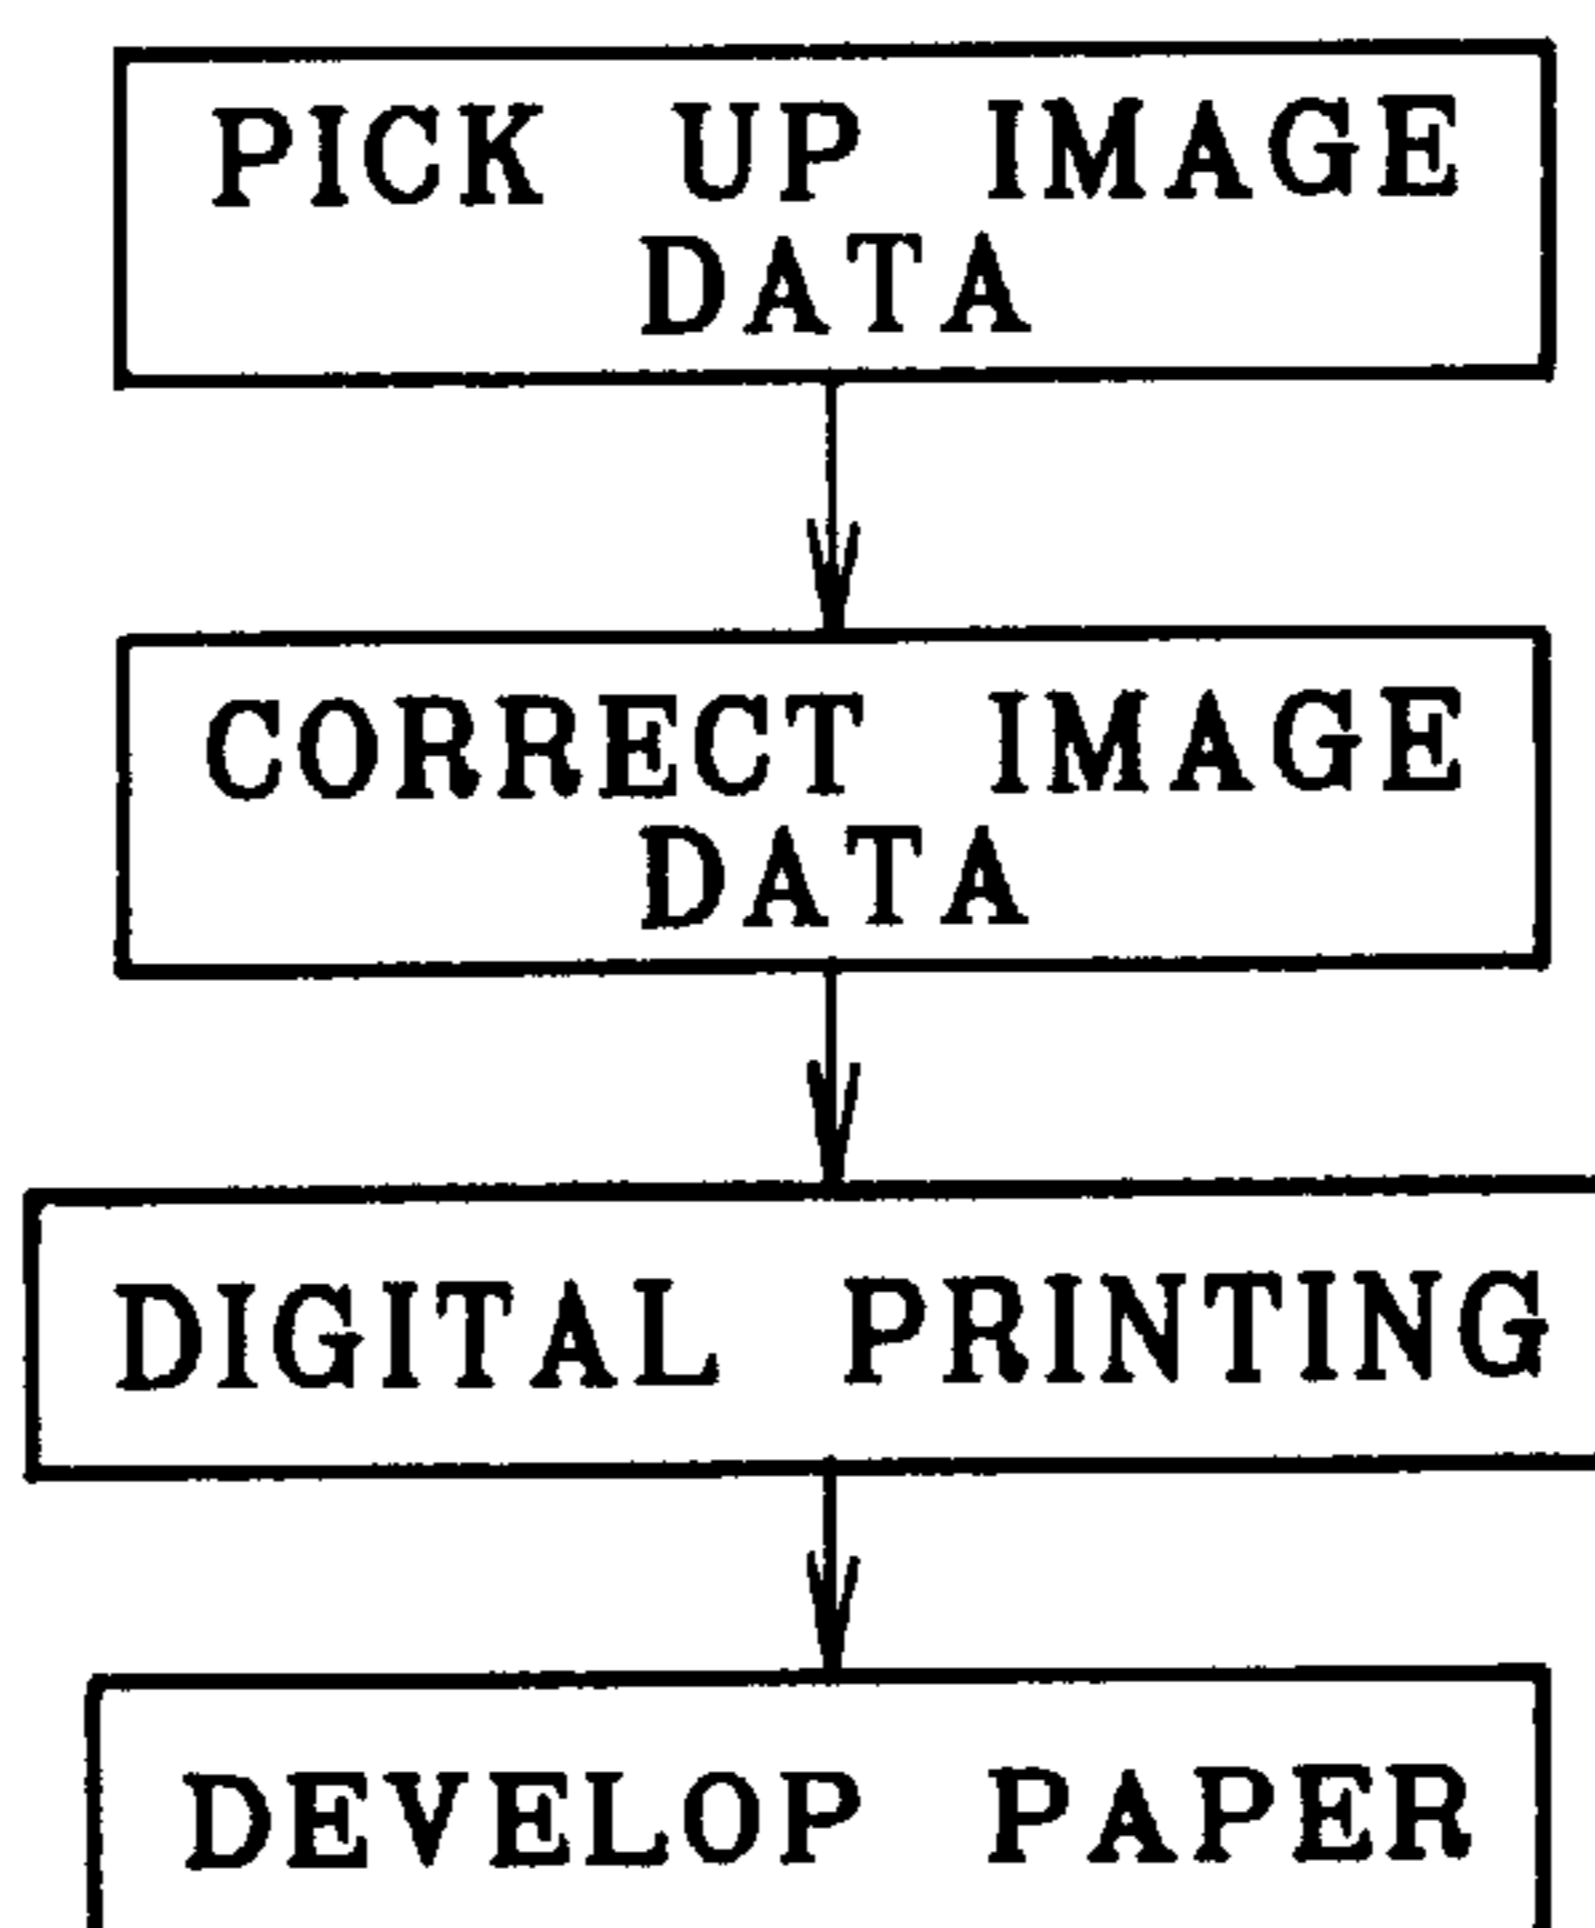 PICK UP IMAGE
DATA
CORRECT IMAGE
DATA
DIGITAL PRINTING
DEVELOP PAPER